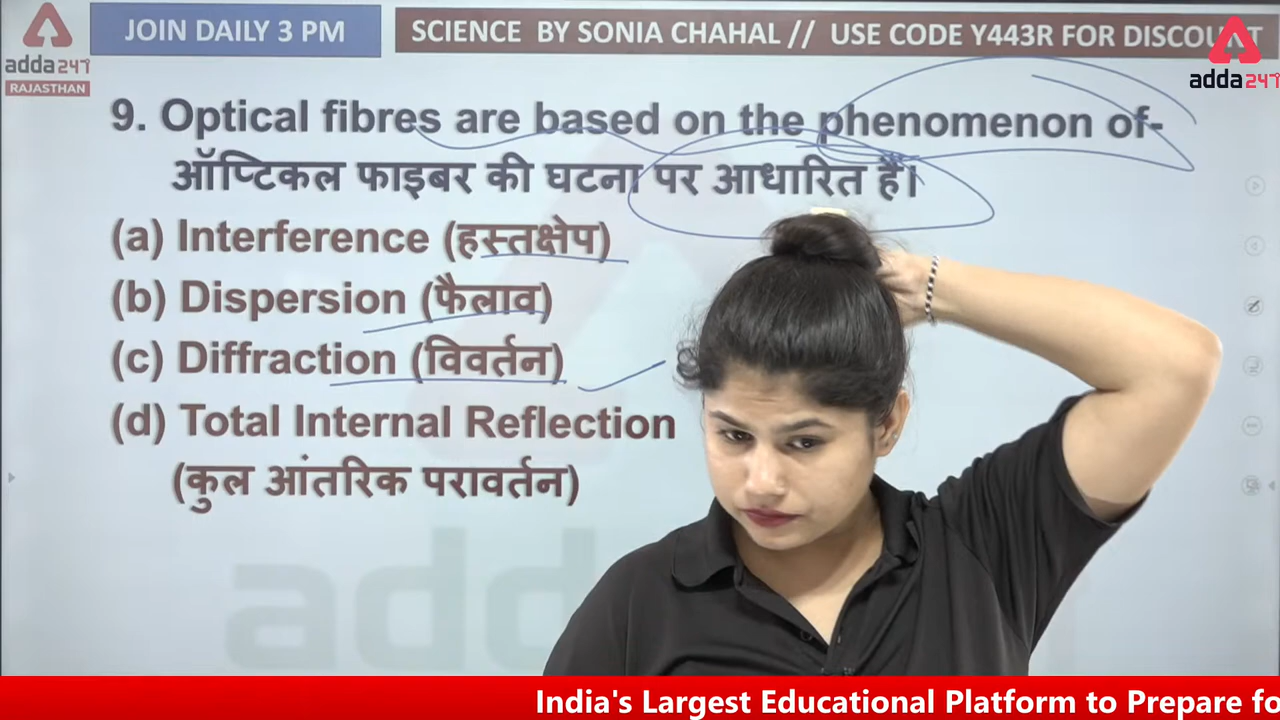 JOIN DAILY 3 PM
SCIENCE BY SONIA CHAHAL // USE CODE Y443R FOR DISCOUNT
adda247
RAJASTHAN
adda247
9. Optical fibres are based on the phenomenon of-
ऑप्टिकल फाइबर की घटना पर आधारित हैं।
(a) Interference (हस्तक्षेप)
(b) Dispersion (फैलाव)
(c) Diffraction (विवर्तन)
(d) Total Internal Reflection
(कुल आंतरिक परावर्तन)
add
India's Largest Educational Platform to Prepare fo